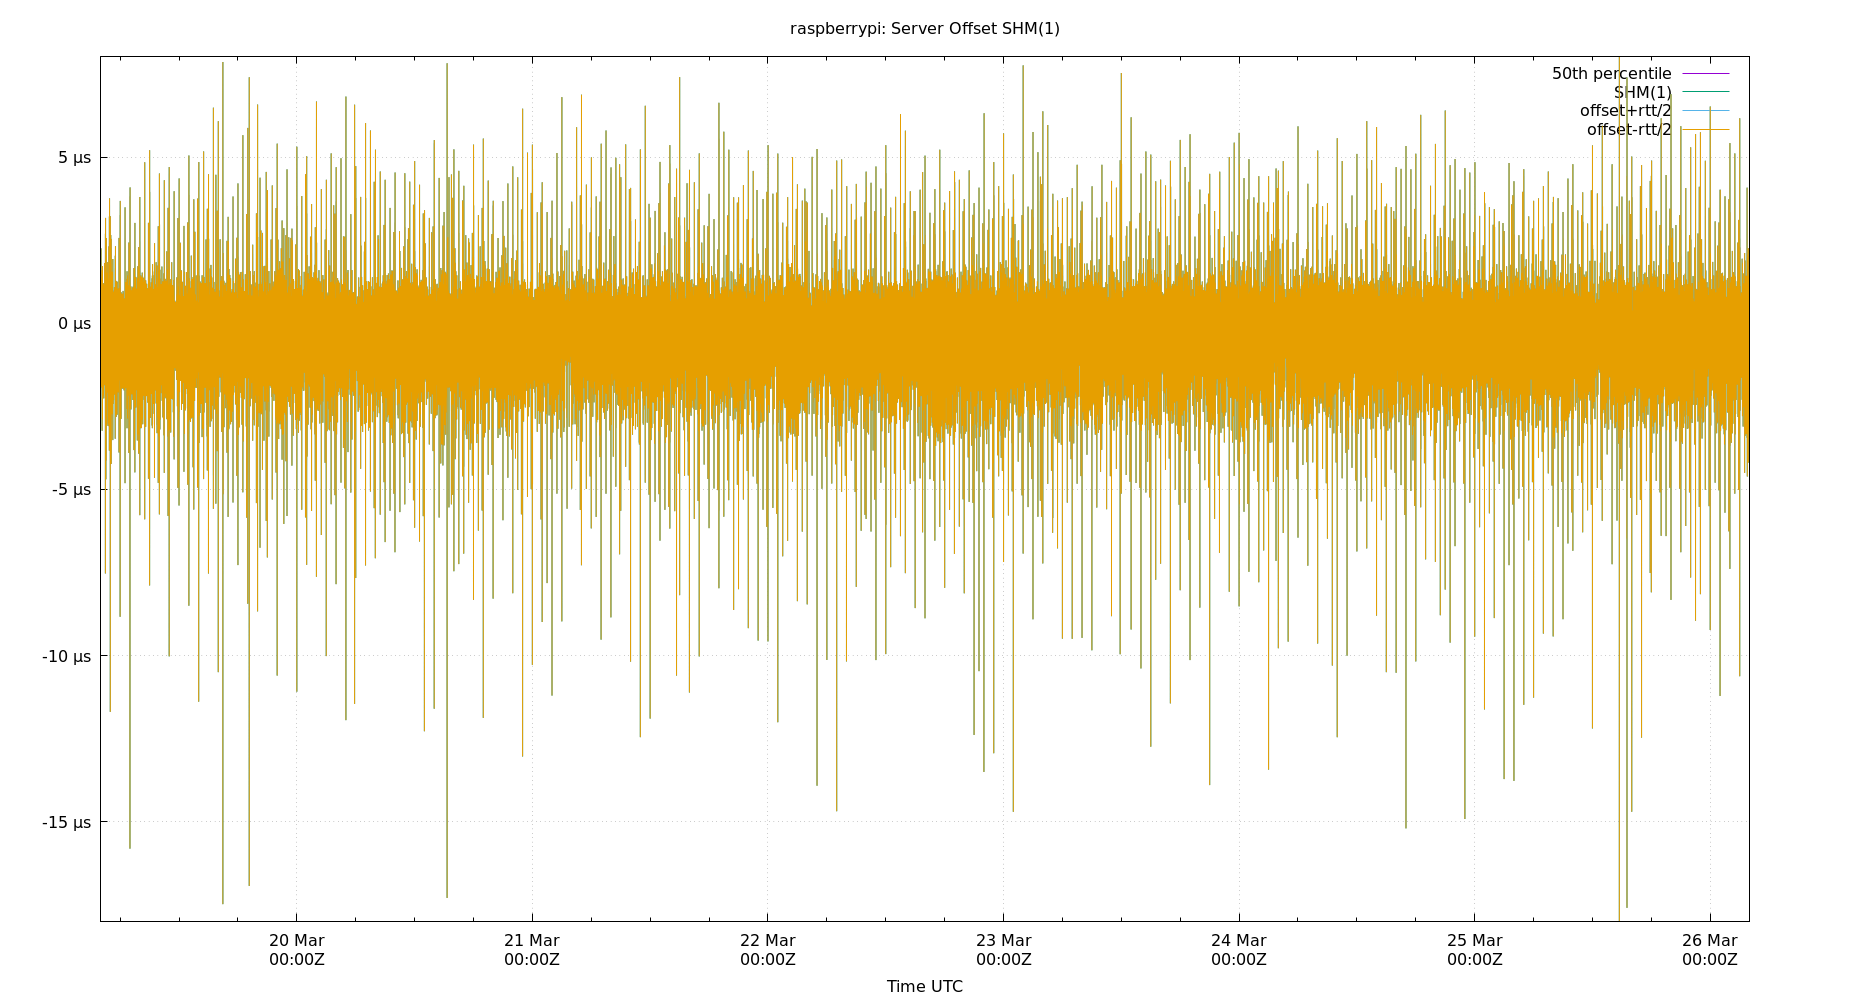 raspberrypi: Server Offset SHM(1)
50th percentile
SHM(1)
offset+rtt/2
offset-rtt/2
5 µs
0 µs
-5 µs
-10 µs
-15 µs
20 Mar
00:00Z
21 Mar
00:00Z
22 Mar
00:00Z
23 Mar
00:00Z
24 Mar
00:00Z
25 Mar
00:00Z
26 Mar
00:00Z
Time UTC